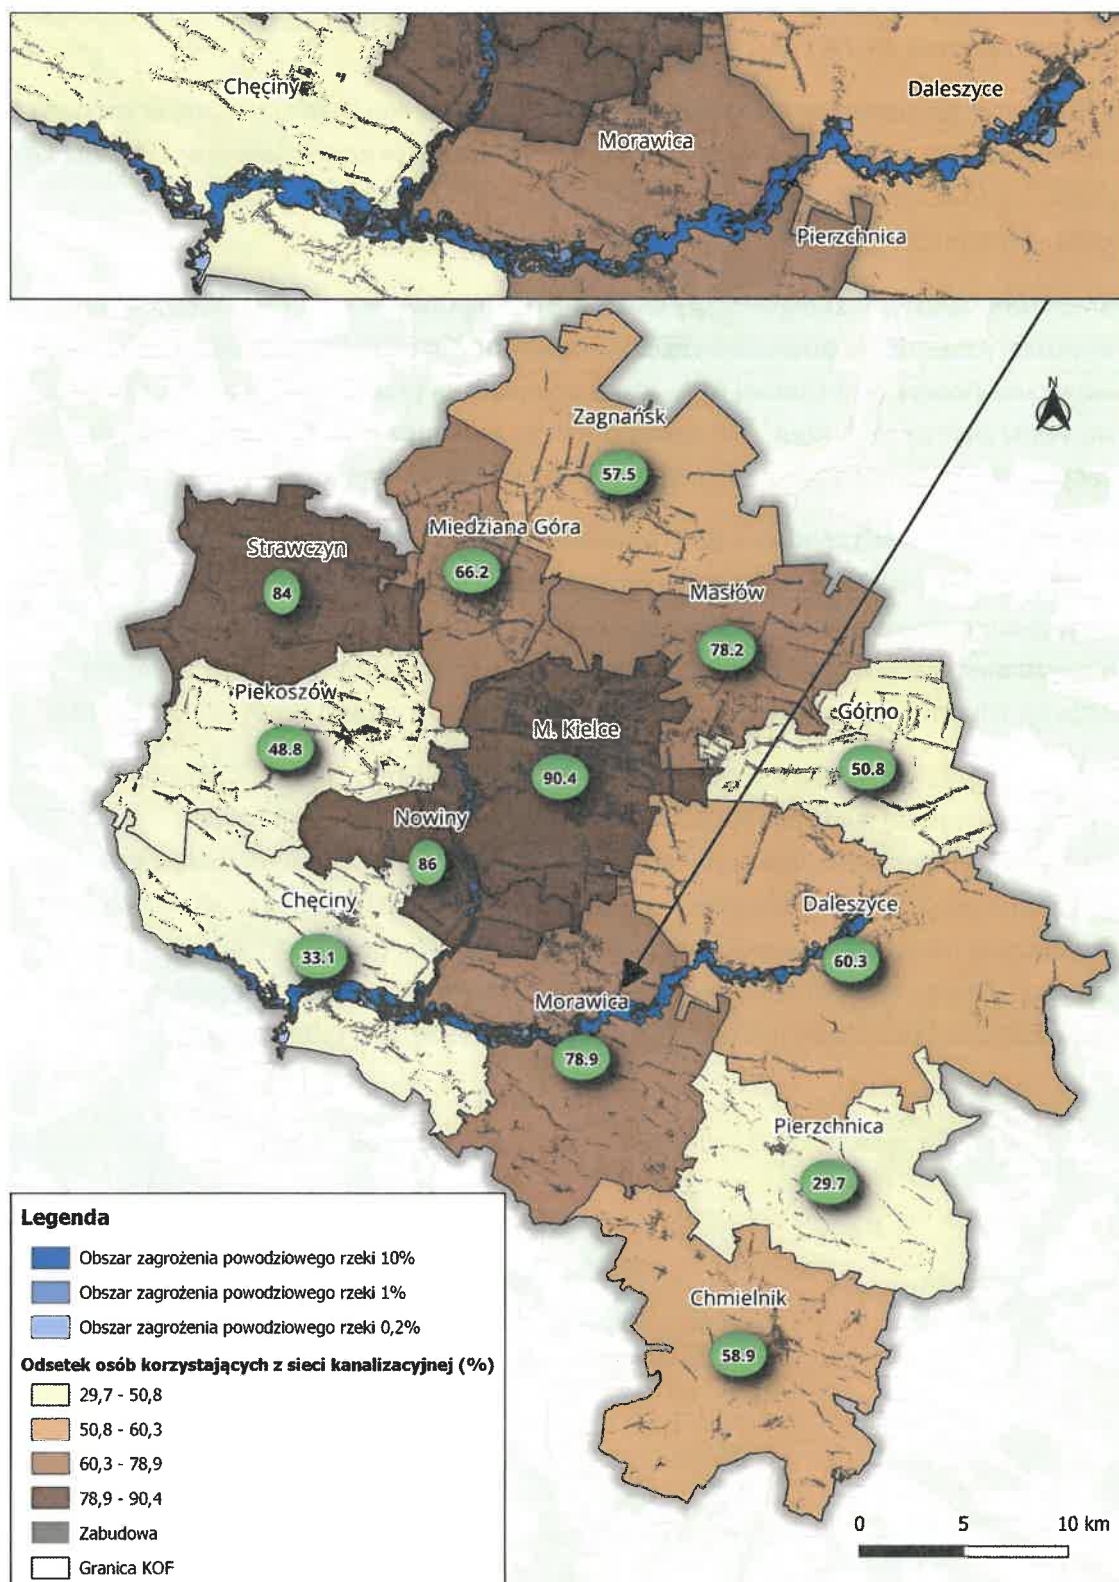 Chęciny
Daleszyce
Morawica
Pierzchnica
N
Zagnańsk
57.5
Miedziana Góra
66.2
Strawczyn
84
Masłów
78.2
Piekoszów
48.8
M. Kielce
90.4
Górno
50.8
Nowiny
86
Chęciny
33.1
Daleszyce
60.3
Morawica
78.9
Pierzchnica
29.7
Chmielnik
58.9
Legenda
Obszar zagrożenia powodziowego rzeki 10%
Obszar zagrożenia powodziowego rzeki 1%
Obszar zagrożenia powodziowego rzeki 0,2%
Odsetek osób korzystających z sieci kanalizacyjnej (%)
29,7 - 50,8
50,8 - 60,3
60,3 - 78,9
78,9 - 90,4
Zabudowa
Granica KOF
0 5 10 km